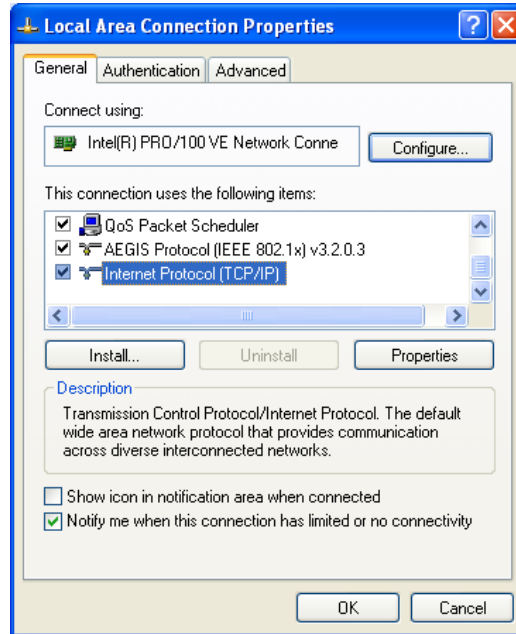 Local Area Connection Properties
General Authentication Advanced
Connect using:
Intel(R) PRO/100 VE Network Conne
Configure...
This connection uses the following items:
QoS Packet Scheduler
AEGIS Protocol (IEEE 802.1x) v3.2.0.3
Internet Protocol (TCP/IP)
Install... Uninstall Properties
Description
Transmission Control Protocol/Internet Protocol. The default
wide area network protocol that provides communication
across diverse interconnected networks.
Show icon in notification area when connected
Notify me when this connection has limited or no connectivity
OK Cancel